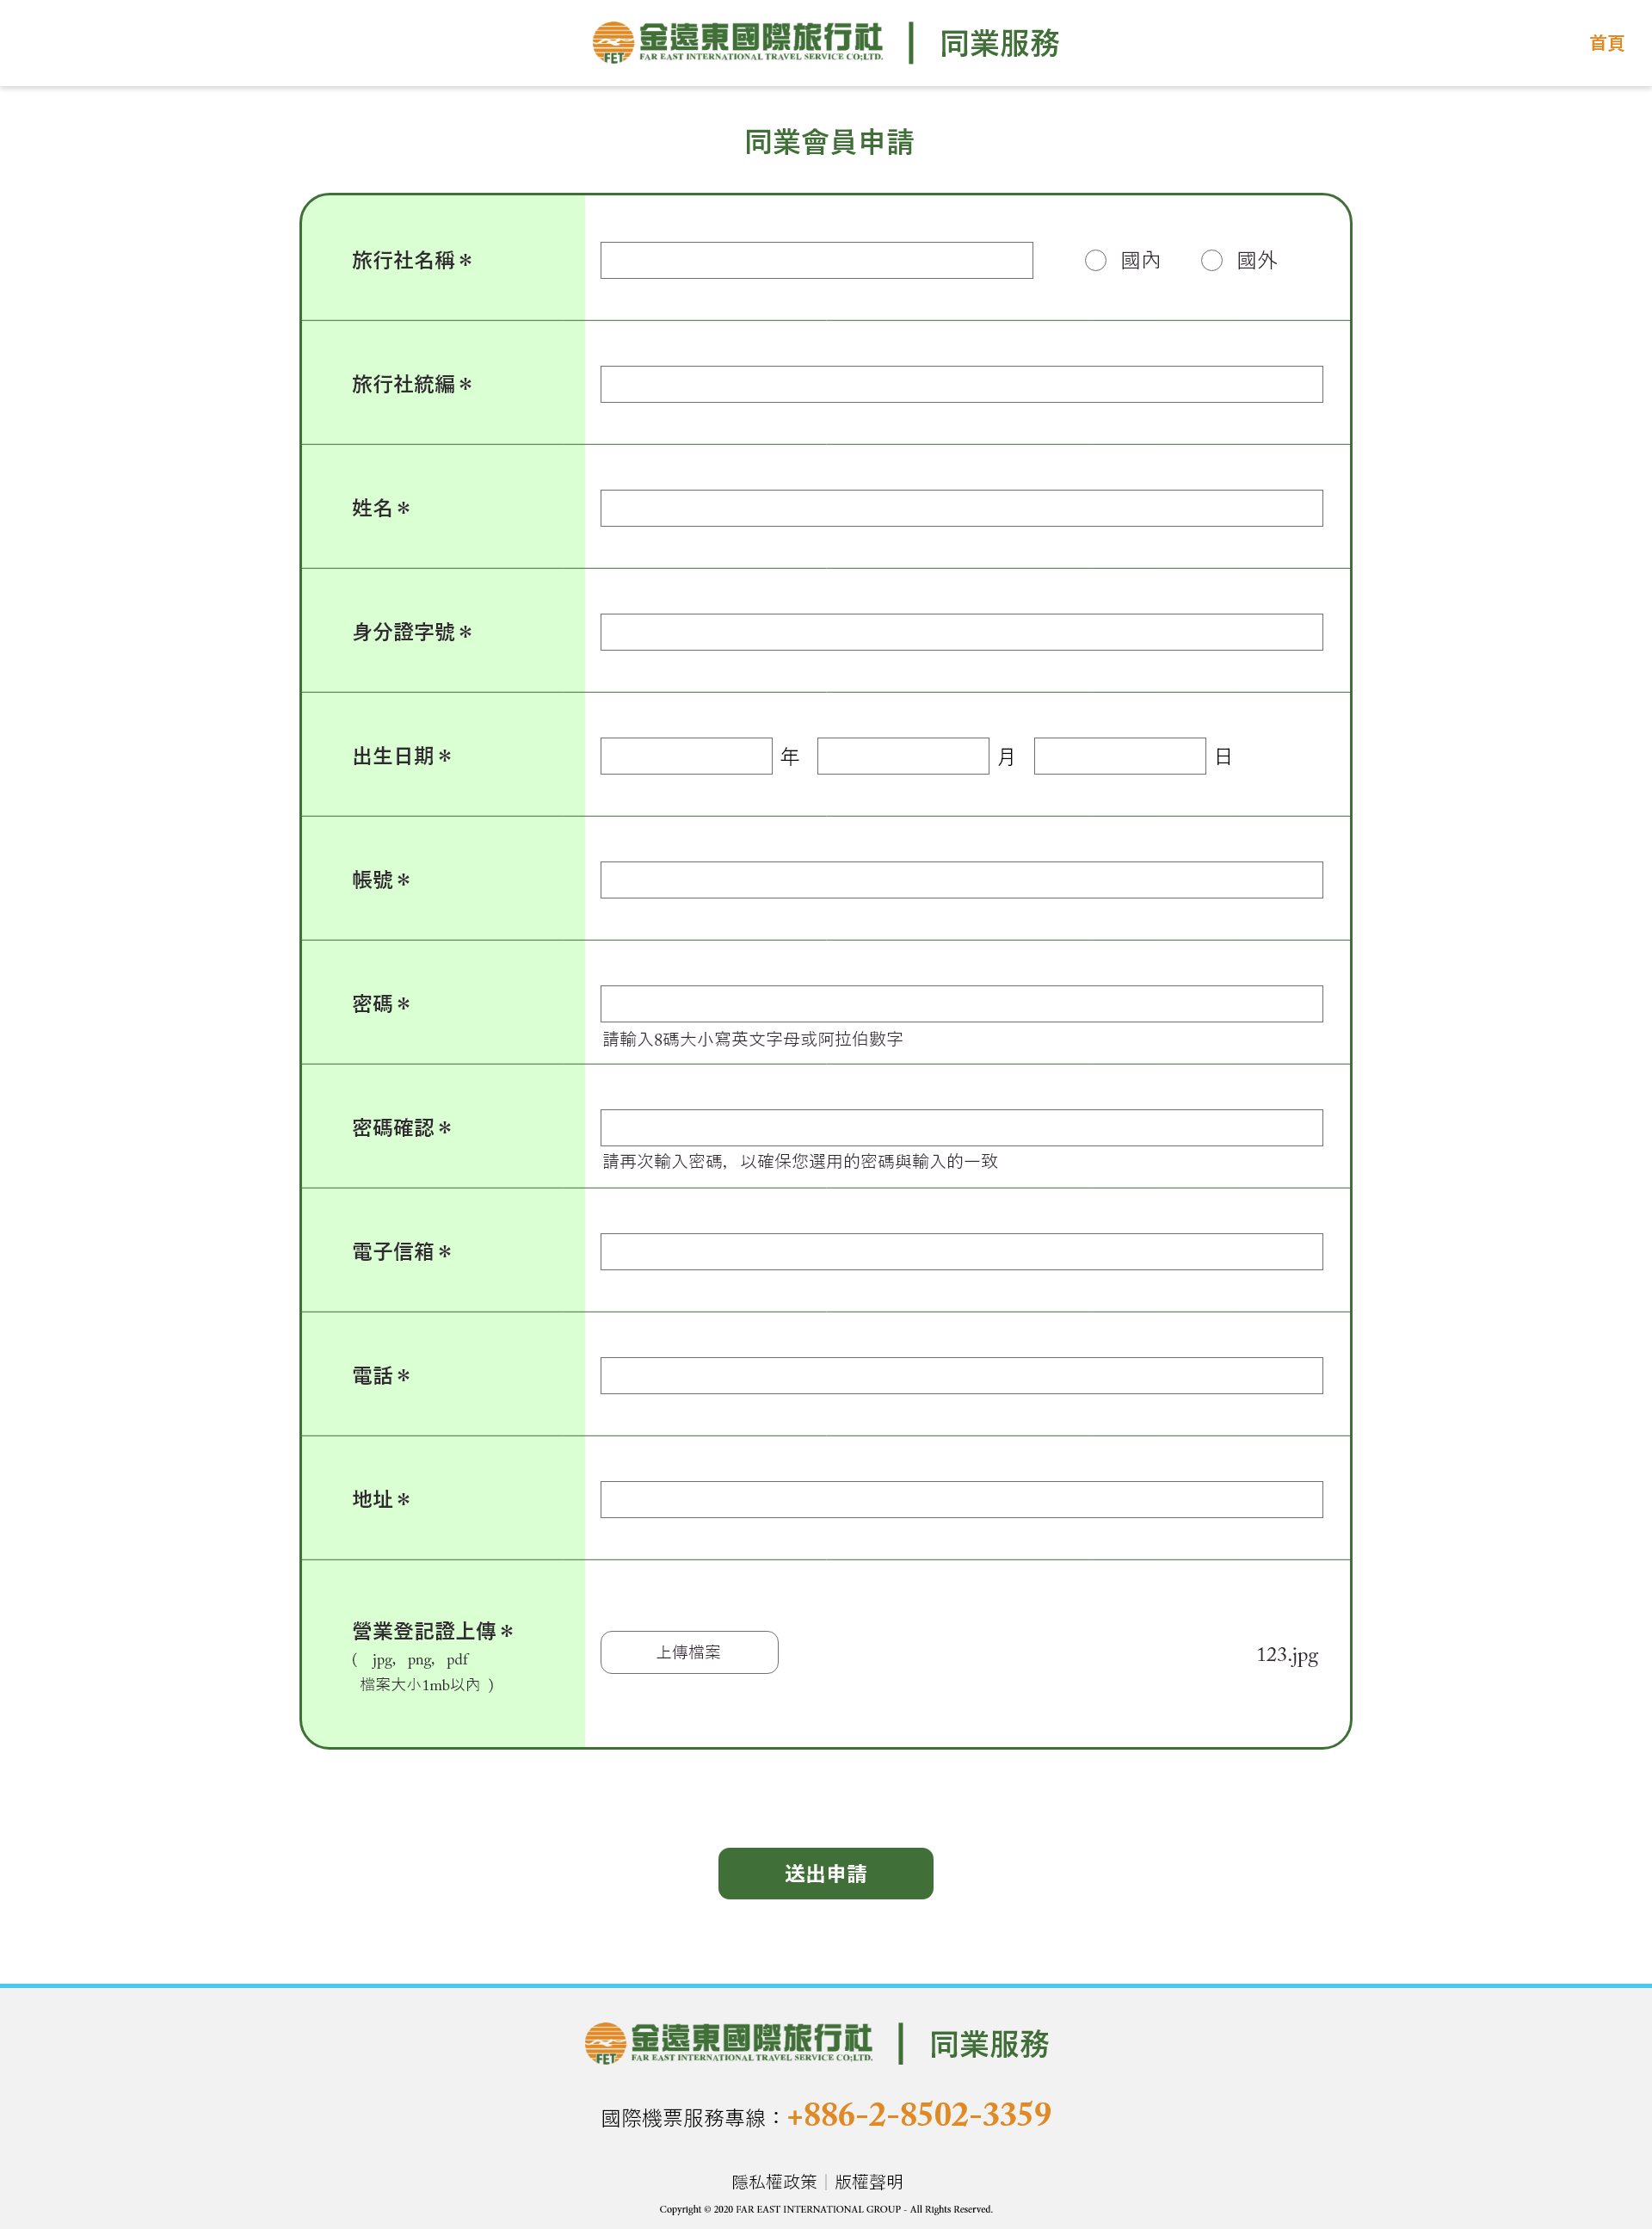 金遠東國際旅行社 同業服務 首頁
FAR EAST INTERNATIONAL TRAVEL SERVICE CO;LTD.
FET
同業會員申請
旅行社名稱＊ 國內 國外
旅行社統編＊
姓名＊
身分證字號＊
出生日期＊ 年 月 日
帳號＊
密碼＊
請輸入8碼大小寫英文字母或阿拉伯數字
密碼確認＊
請再次輸入密碼，以確保您選用的密碼與輸入的一致
電子信箱＊
電話＊
地址＊
營業登記證上傳＊
( jpg，png，pdf
檔案大小1mb以內 )
上傳檔案 123.jpg
送出申請
金遠東國際旅行社 同業服務
FAR EAST INTERNATIONAL TRAVEL SERVICE CO;LTD.
FET
國際機票服務專線：+886-2-8502-3359
隱私權政策｜版權聲明
Copyright © 2020 FAR EAST INTERNATIONAL GROUP - All Rights Reserved.